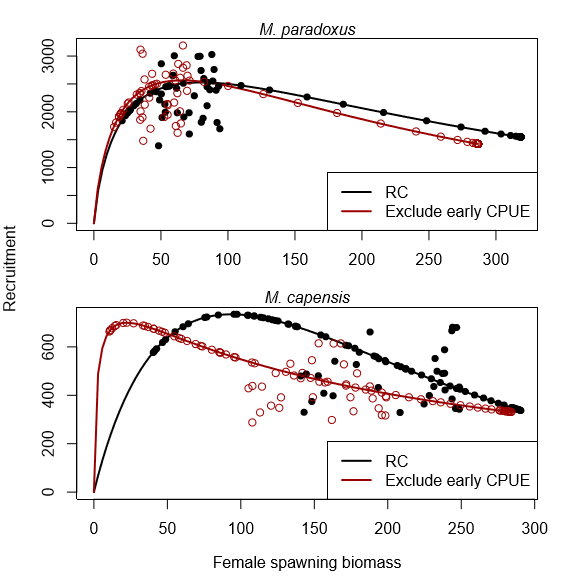 M. paradoxus
3000
2000
1000
0
RC
Exclude early CPUE
0 50 100 150 200 250 300
Recruitment
M. capensis
600
400
200
0
RC
Exclude early CPUE
0 50 100 150 200 250 300
Female spawning biomass